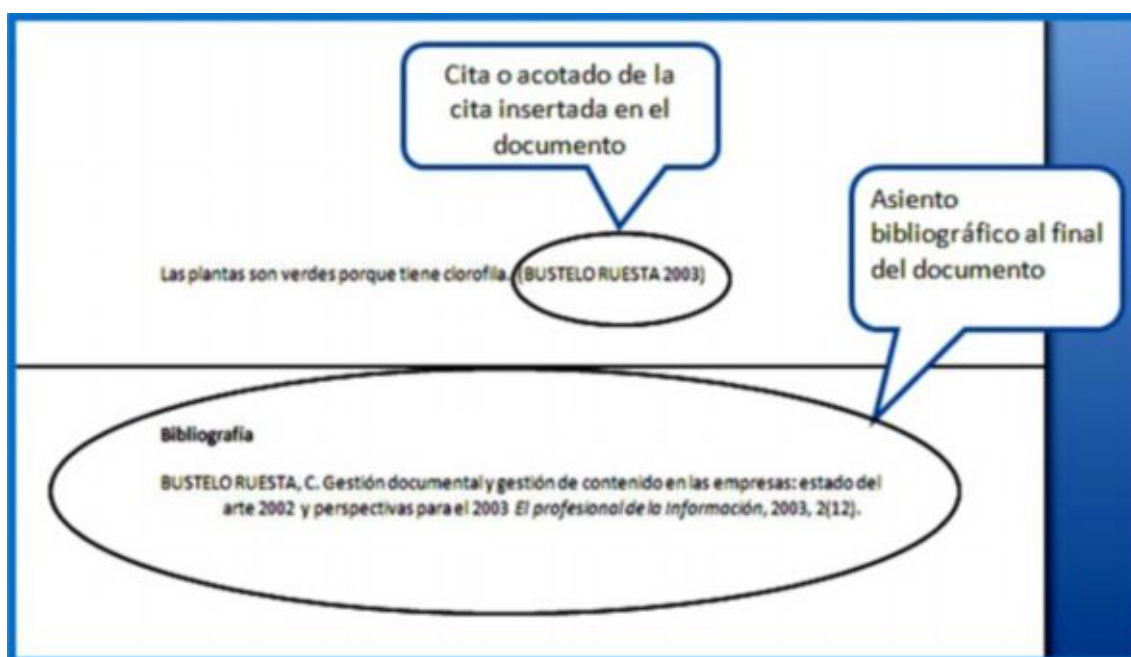 Cita o acotado de la
cita insertada en el
documento
Asiento
bibliográfico al final
del documento
Las plantas son verdes porque tiene clorofila. (BUSTELO RUESTA 2003)
Bibliografía
BUSTELO RUESTA, C. Gestión documental y gestión de contenido en las empresas: estado del
arte 2002 y perspectivas para el 2003 El profesional de la Información, 2003, 2(12).